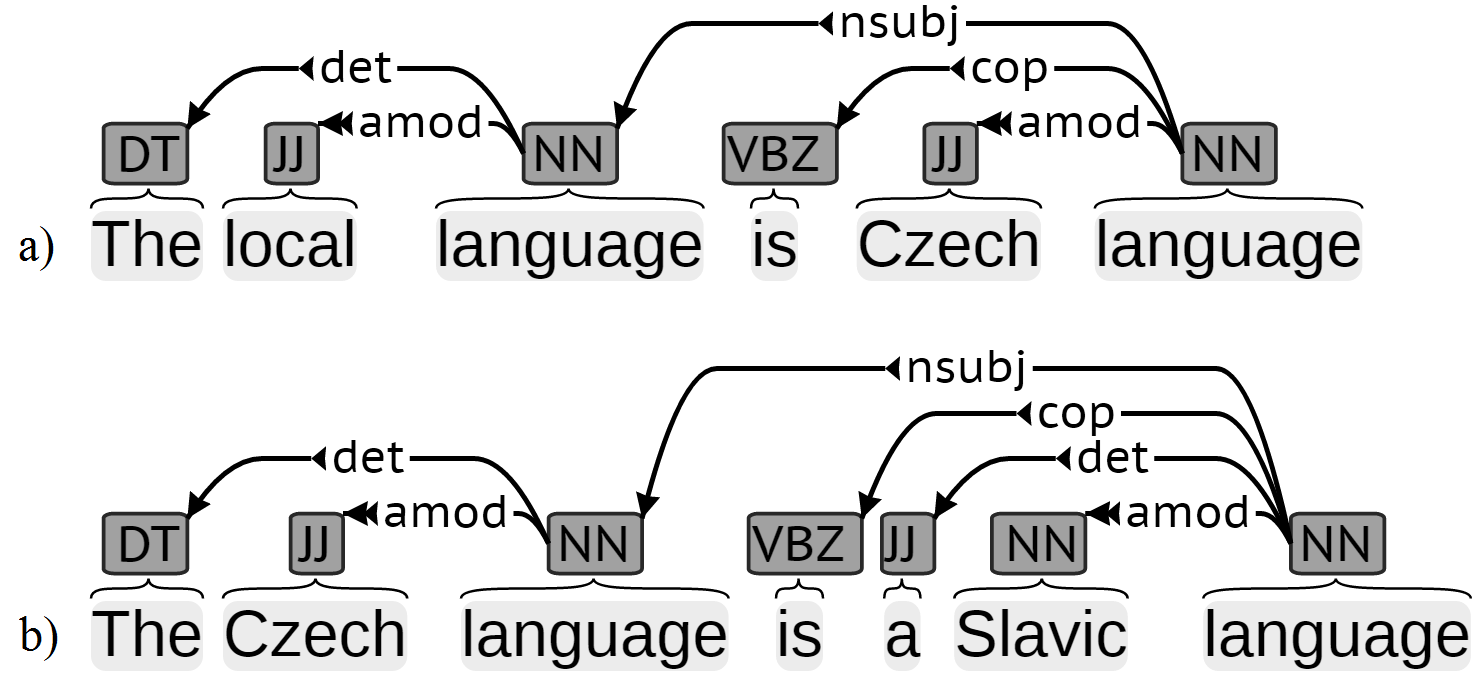 nsubj
det cop
amod amod
DT JJ NN VBZ JJ NN
a) The local language is Czech language
nsubj
cop
det det
amod amod
DT JJ NN VBZ JJ NN NN
b) The Czech language is a Slavic language